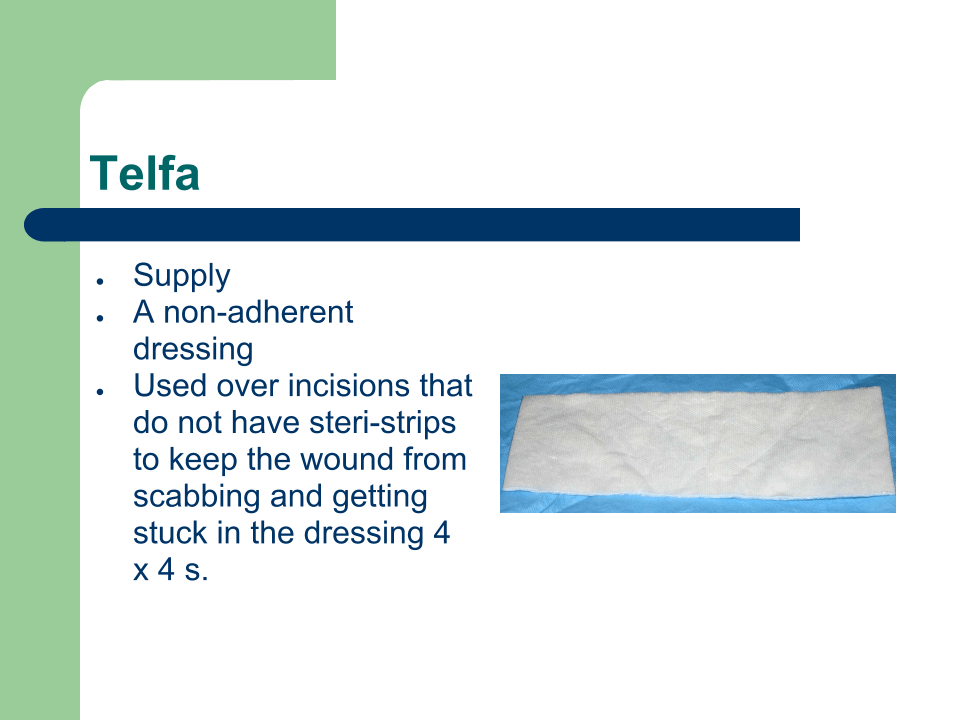 Telfa
● Supply
● A non-adherent
dressing
● Used over incisions that
do not have steri-strips
to keep the wound from
scabbing and getting
stuck in the dressing 4
x 4 s.